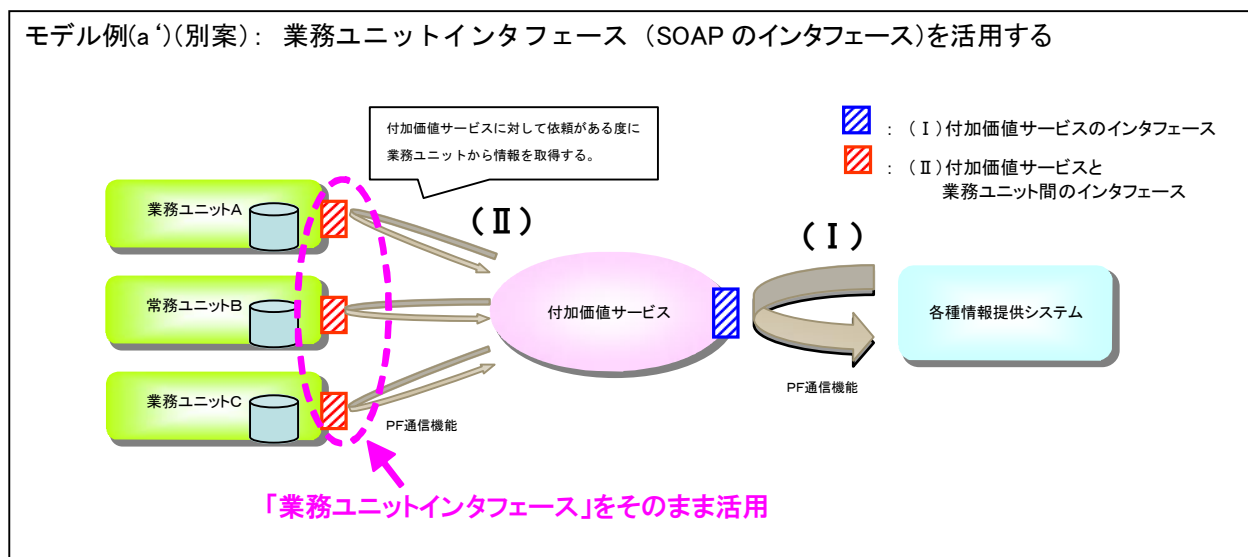 モデル例(a‘)(別案)： 業務ユニットインタフェース （SOAPのインタフェース)を活用する
付加価値サービスに対して依頼がある度に
業務ユニットから情報を取得する。
： （Ⅰ）付加価値サービスのインタフェース
： （Ⅱ）付加価値サービスと
業務ユニット間のインタフェース
業務ユニットA
（Ⅱ）
（Ⅰ）
常務ユニットB
付加価値サービス
各種情報提供システム
業務ユニットC
PF通信機能
PF通信機能
「業務ユニットインタフェース」をそのまま活用